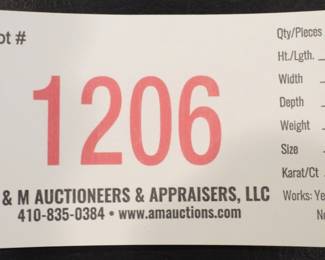 ot #
1206
& M AUCTIONEERS & APPRAISERS, LLC
410-835-0384 • www.amauctions.com
Qty/Pieces
Ht./Lgth.
Width
Depth
Weight
Size
Karat/Ct
Works: Ye
N